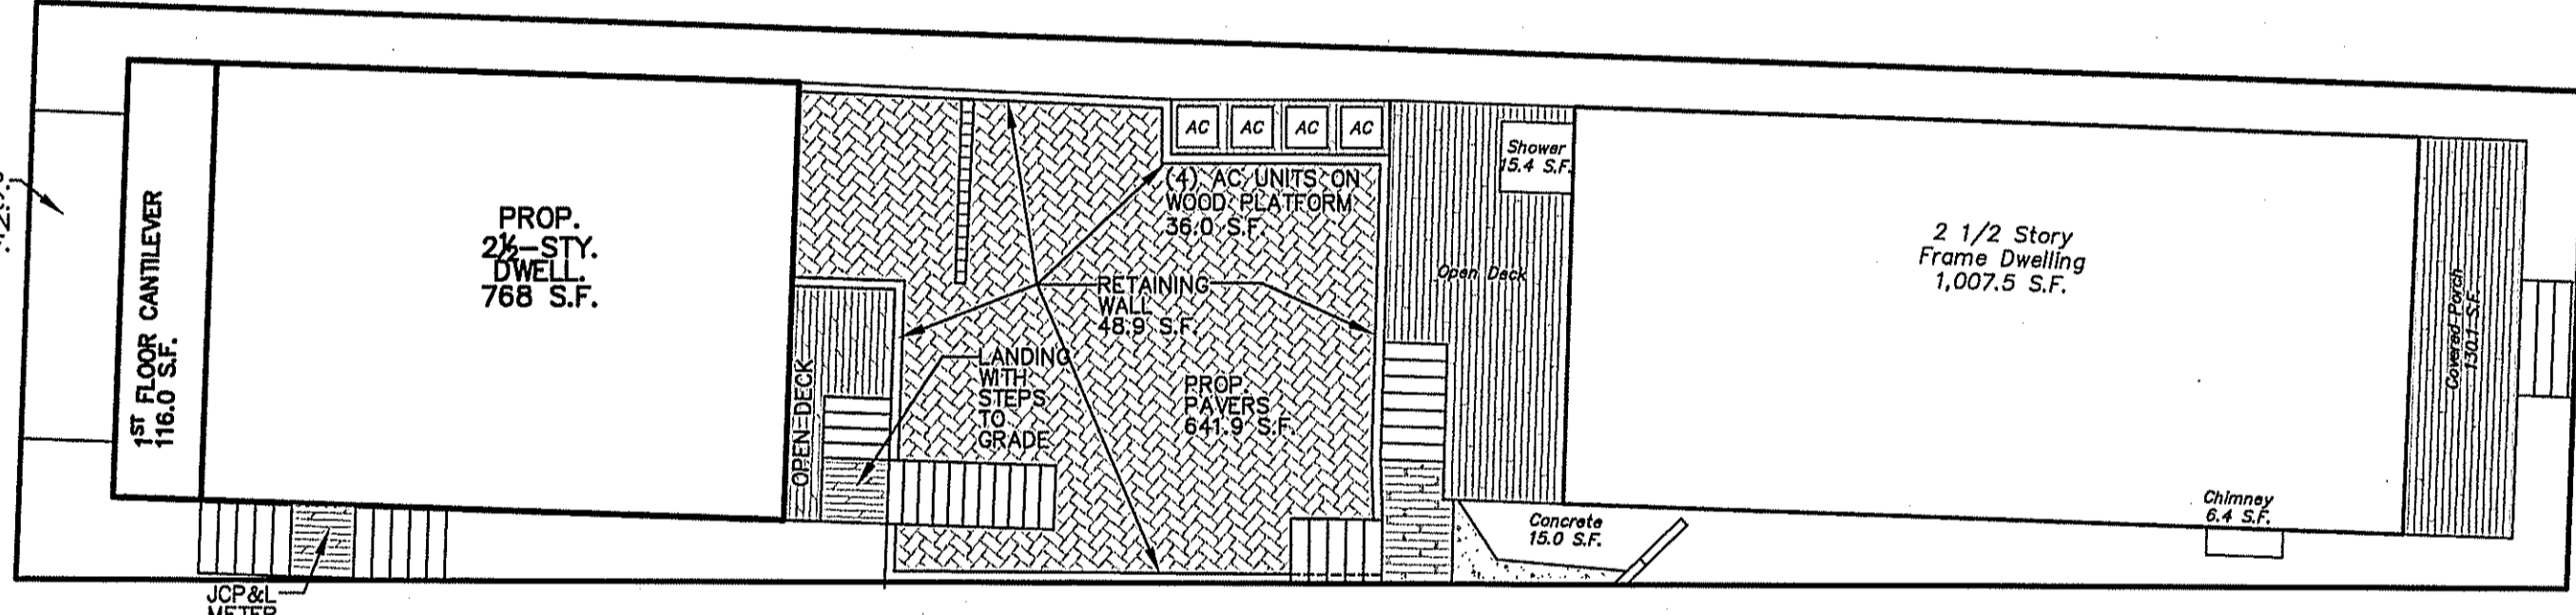 1ST FLOOR CANTILEVER
116.0 S.F.
PROP.
2½-STY.
DWELL.
768 S.F.
JCP&L
METER
OPEN DECK
LANDING
WITH
STEPS
TO
GRADE
RETAINING
WALL
48.9 S.F.
AC AC AC AC
(4) AC UNITS ON
WOOD PLATFORM
36.0 S.F.
PROP.
PAVERS
641.9 S.F.
Shower
15.4 S.F.
Open Deck
Concrete
15.0 S.F.
2 1/2 Story
Frame Dwelling
1,007.5 S.F.
Chimney
6.4 S.F.
Covered Porch
130.1 S.F.